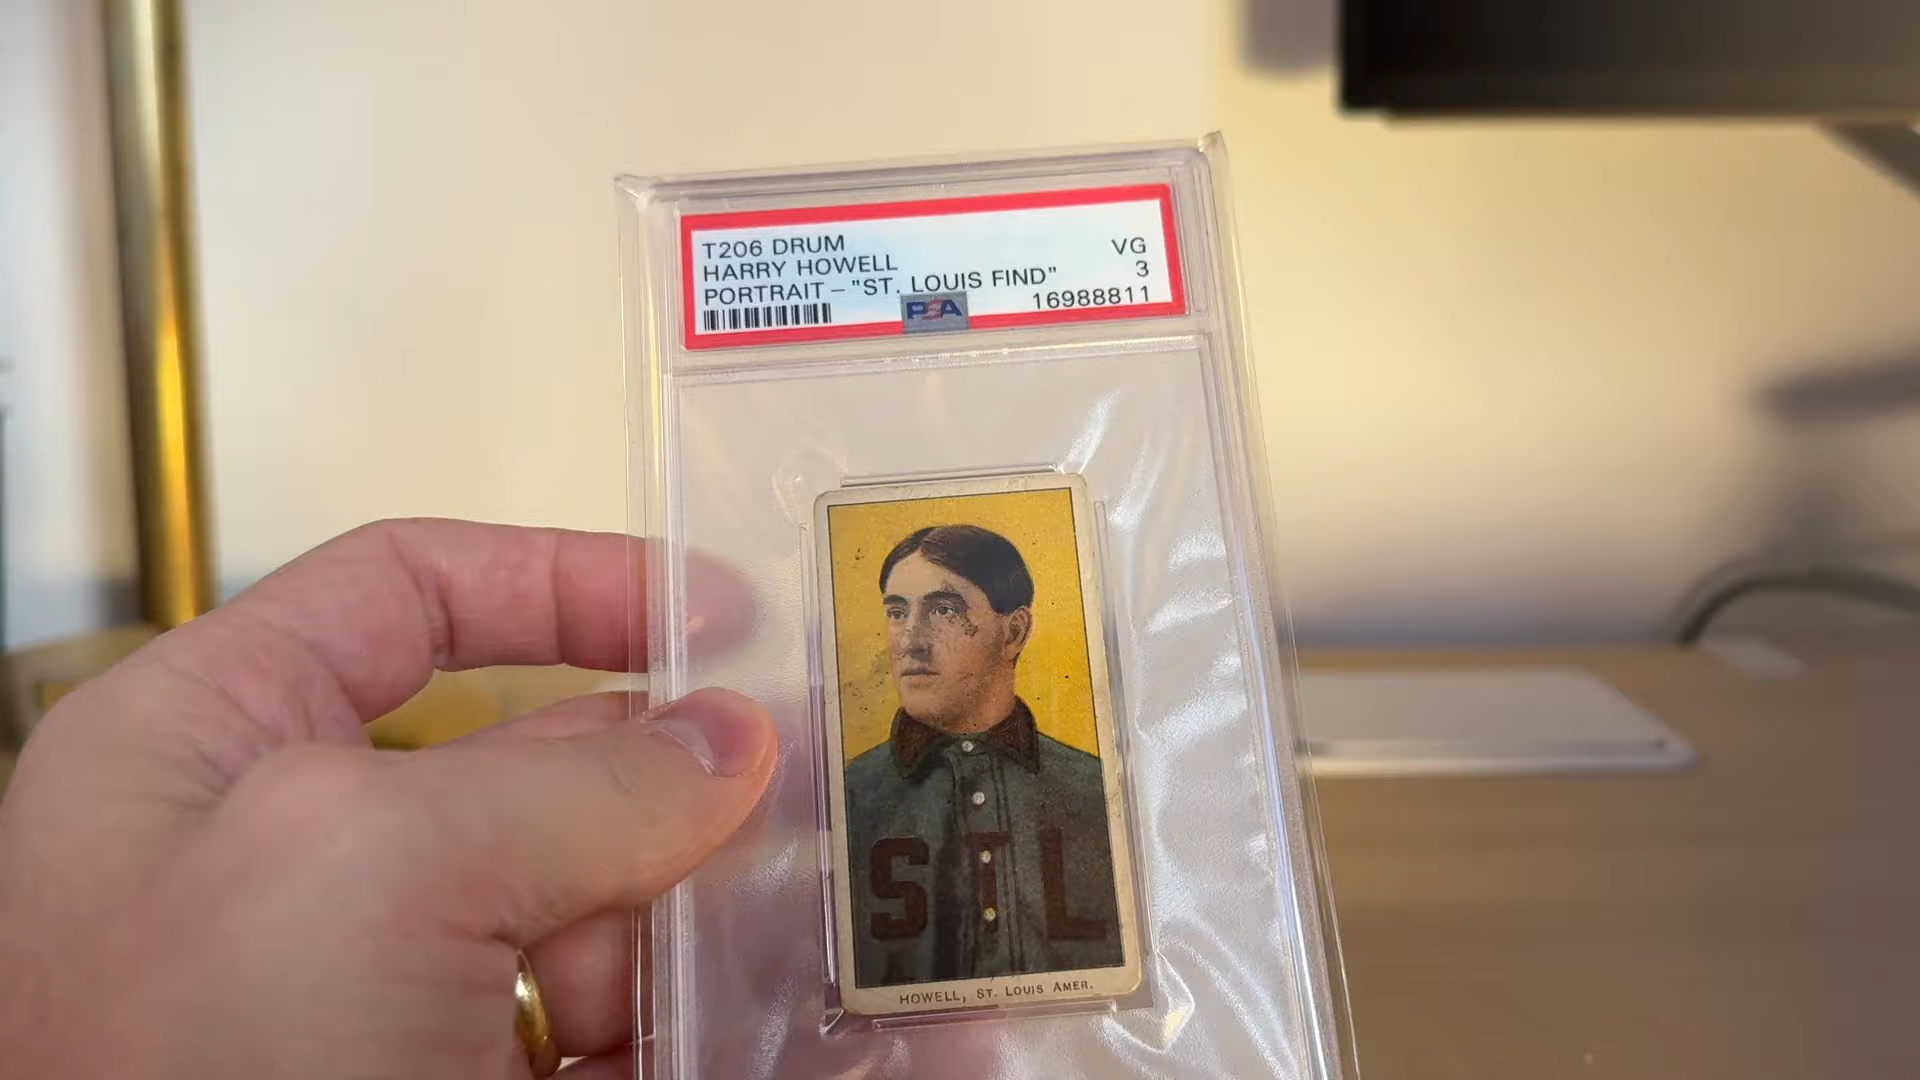 T206 DRUM
VG
HARRY HOWELL
3
PORTRAIT – "ST. LOUIS FIND"
16988811
PSA
STL
HOWELL, ST. LOUIS AMER.